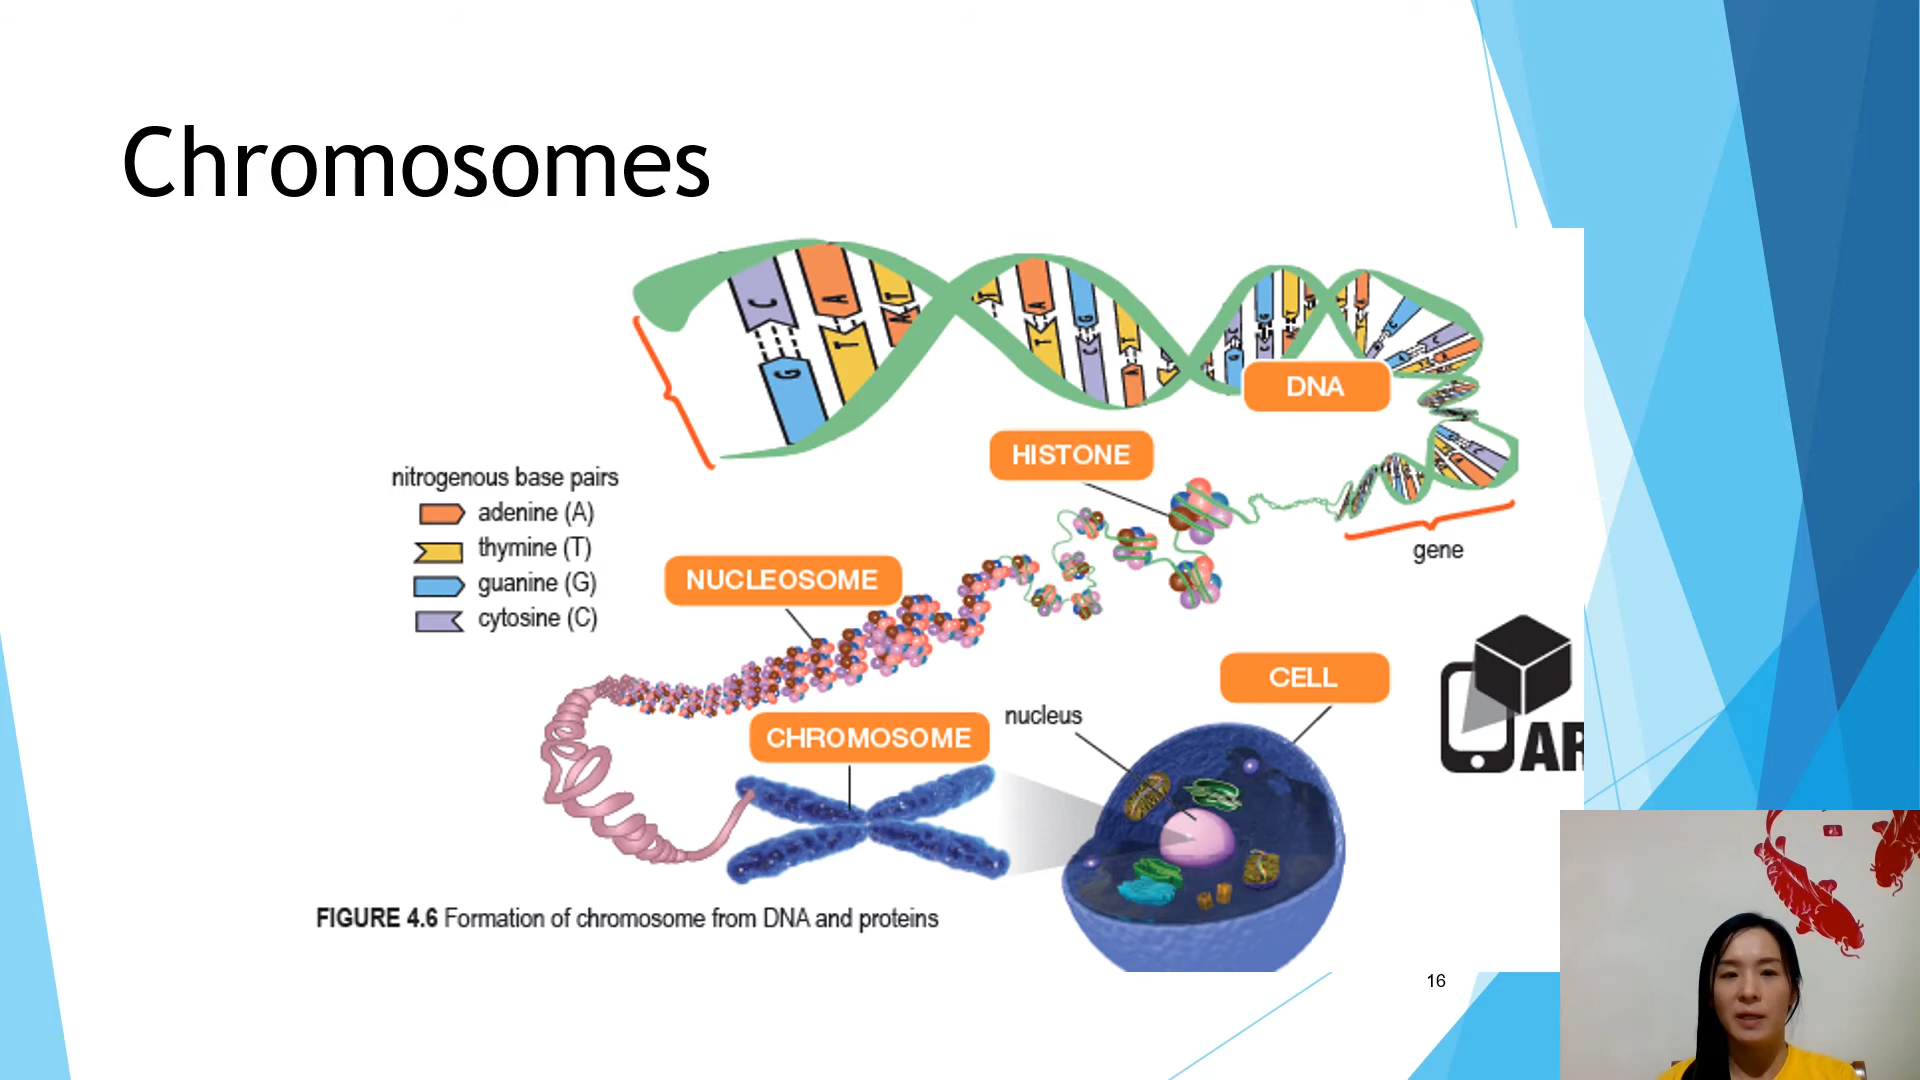 Chromosomes
C
A
T
G
T
A
A
G
T
T
C
A
DNA
HISTONE
nitrogenous base pairs
adenine (A)
thymine (T)
guanine (G)
cytosine (C)
gene
NUCLEOSOME
CELL
nucleus
CHROMOSOME
AR
FIGURE 4.6 Formation of chromosome from DNA and proteins
16